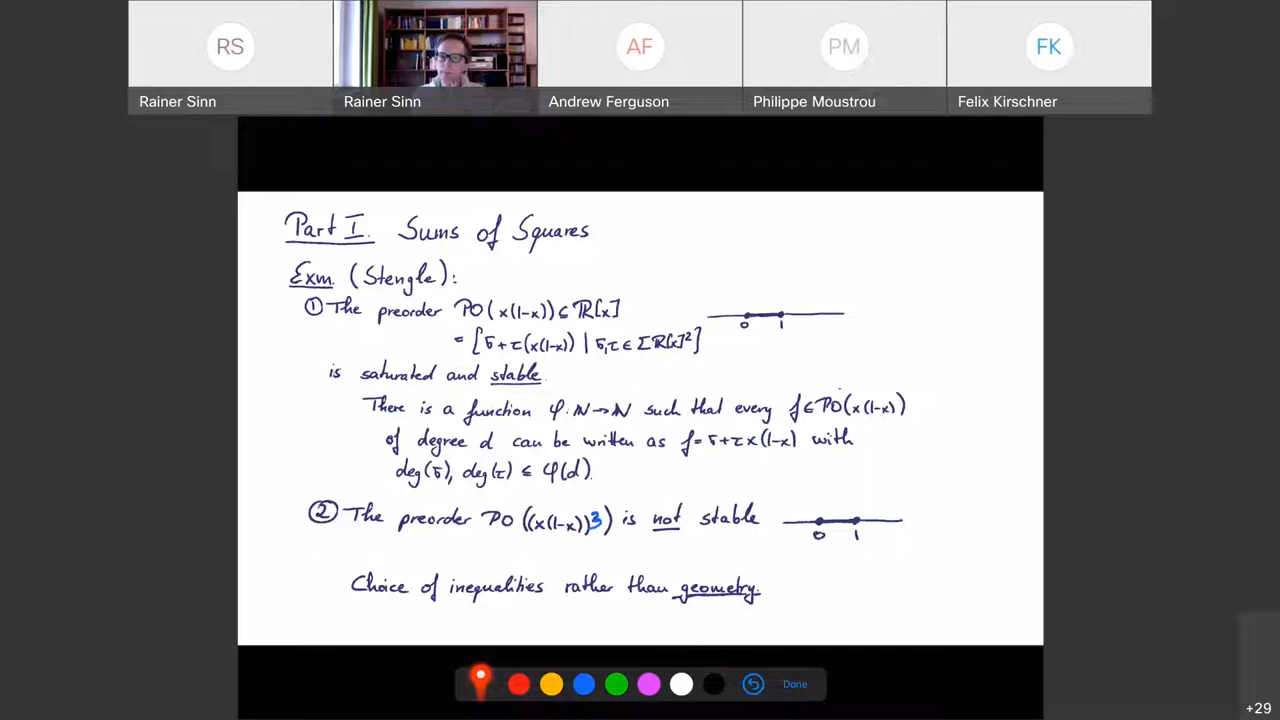 RS AF PM FK
Rainer Sinn Rainer Sinn Andrew Ferguson Philippe Moustrou Felix Kirschner
Part I. Sums of Squares
Exm. (Stengle):
① The preorder PO(x(1-x)) ⊆ ℝ[x]
= [σ+τ(x(1-x)) | σ,τ ∈ Σℝ[x]²]
0 1
is saturated and stable.
There is a function φ: ℕ→ℕ such that every f∈PO(x(1-x))
of degree d can be written as f=σ+τx(1-x) with
deg(σ), deg(τ) ≤ φ(d).
② The preorder PO((x(1-x))3) is not stable
0 1
Choice of inequalities rather than geometry.
Done
+29